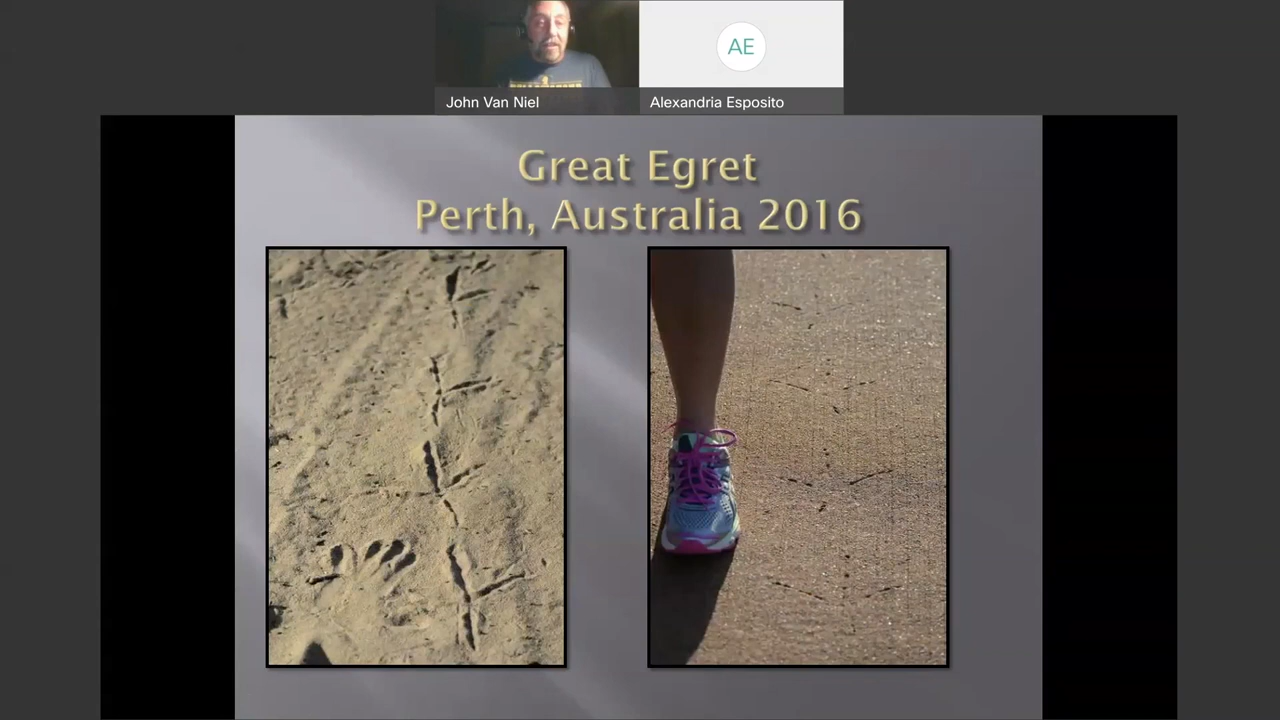 AE
John Van Niel
Alexandria Esposito
Great Egret
Perth, Australia 2016